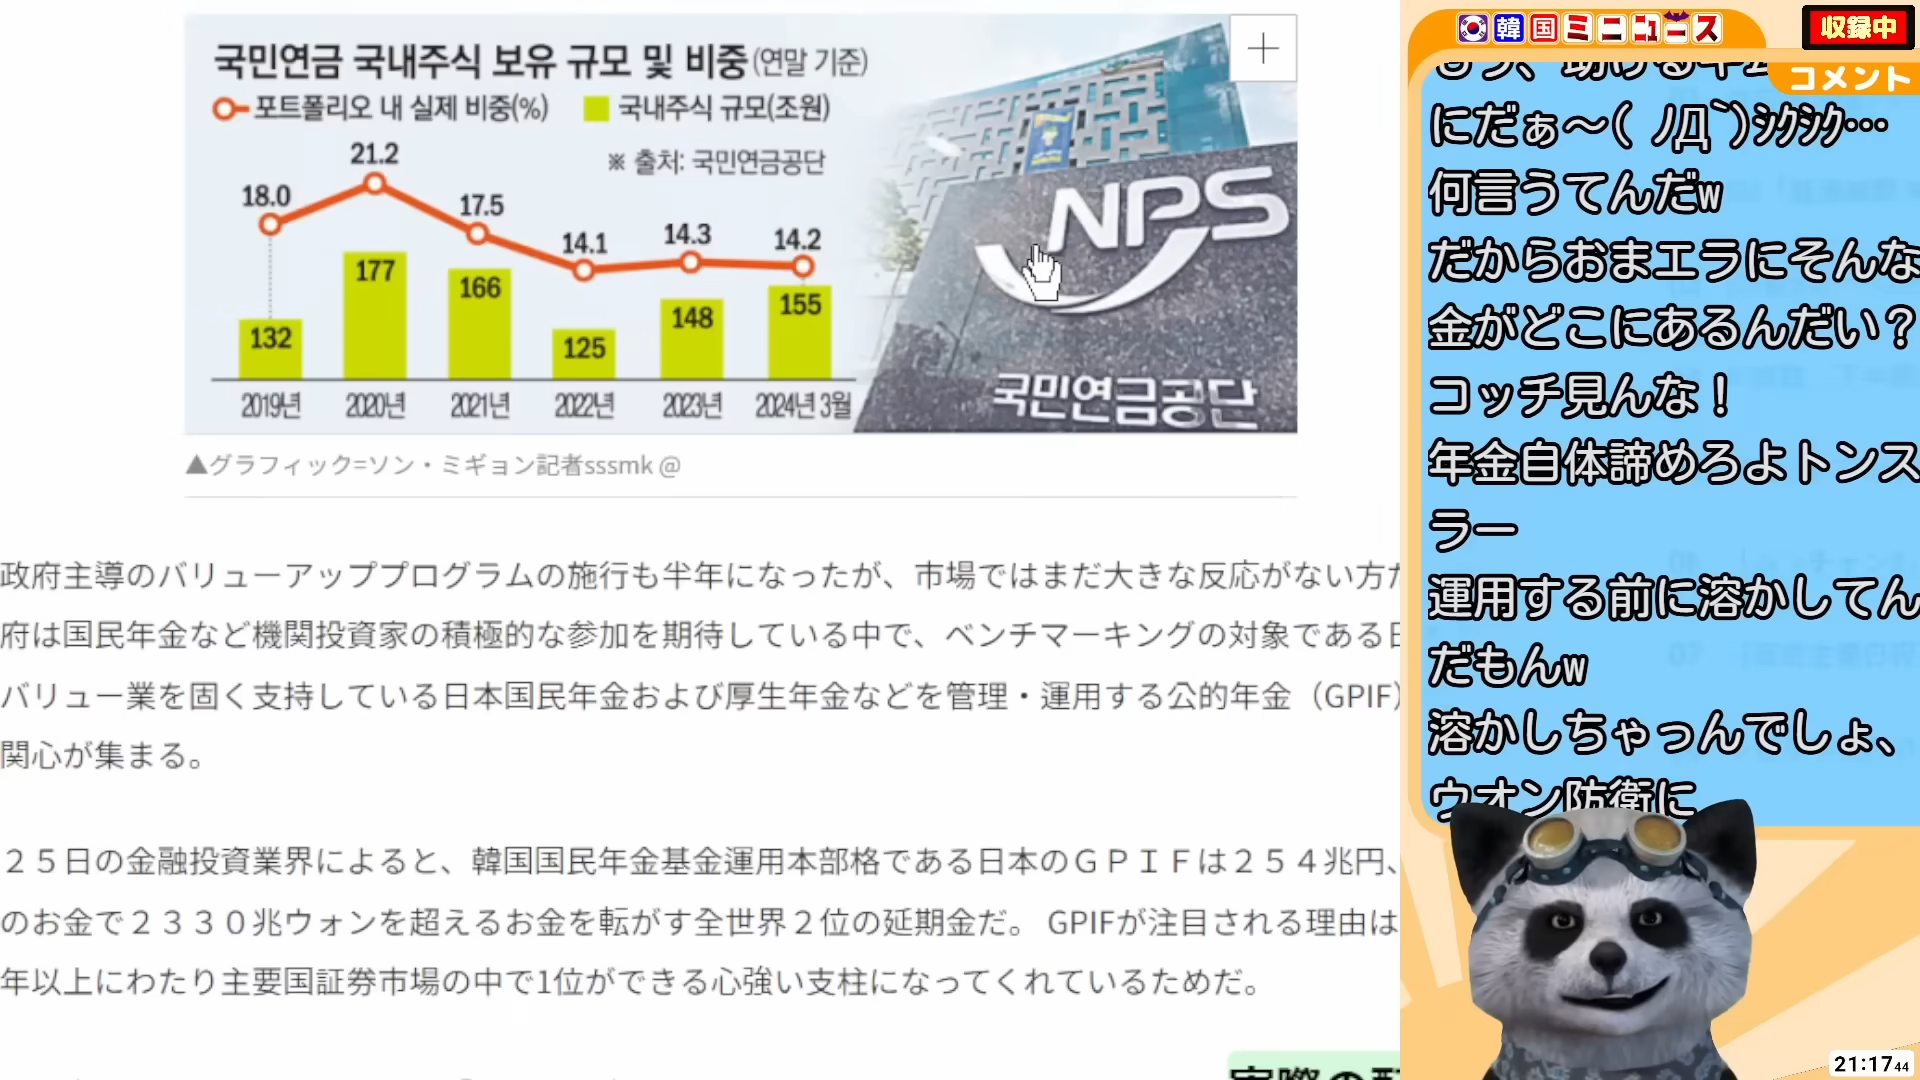 국민연금 국내주식 보유 규모 및 비중(연말 기준)
포트폴리오 내 실제 비중(%) 국내주식 규모(조원)
※ 출처: 국민연금공단
18.0 21.2 17.5 14.1 14.3 14.2
132 177 166 125 148 155
2019년 2020년 2021년 2022년 2023년 2024년 3월
NPS
국민연금공단
▲グラフィック=ソン・ミギョン記者sssmk @
政府主導のバリューアッププログラムの施行も半年になったが、市場ではまだ大きな反応がない方
府は国民年金など機関投資家の積極的な参加を期待している中で、ベンチマーキングの対象である
バリュー業を固く支持している日本国民年金および厚生年金などを管理・運用する公的年金（GPIF）
関心が集まる。
２５日の金融投資業界によると、韓国国民年金基金運用本部格である日本のＧＰＩＦは２５４兆円、
のお金で２３３０兆ウォンを超えるお金を転がす全世界２位の延期金だ。 GPIFが注目される理由は
年以上にわたり主要国証券市場の中で1位ができる心強い支柱になってくれているためだ。
韓国ミニニュース
収録中
コメント
にだぁ～( ﾉД`)ｼｸｼｸ…
何言うてんだw
だからおまエラにそんな
金がどこにあるんだい？
コッチ見んな！
年金自体諦めろよトンス
ラー
運用する前に溶かしてん
だもんw
溶かしちゃっんでしょ、
ウオン防衛に
21:17 44